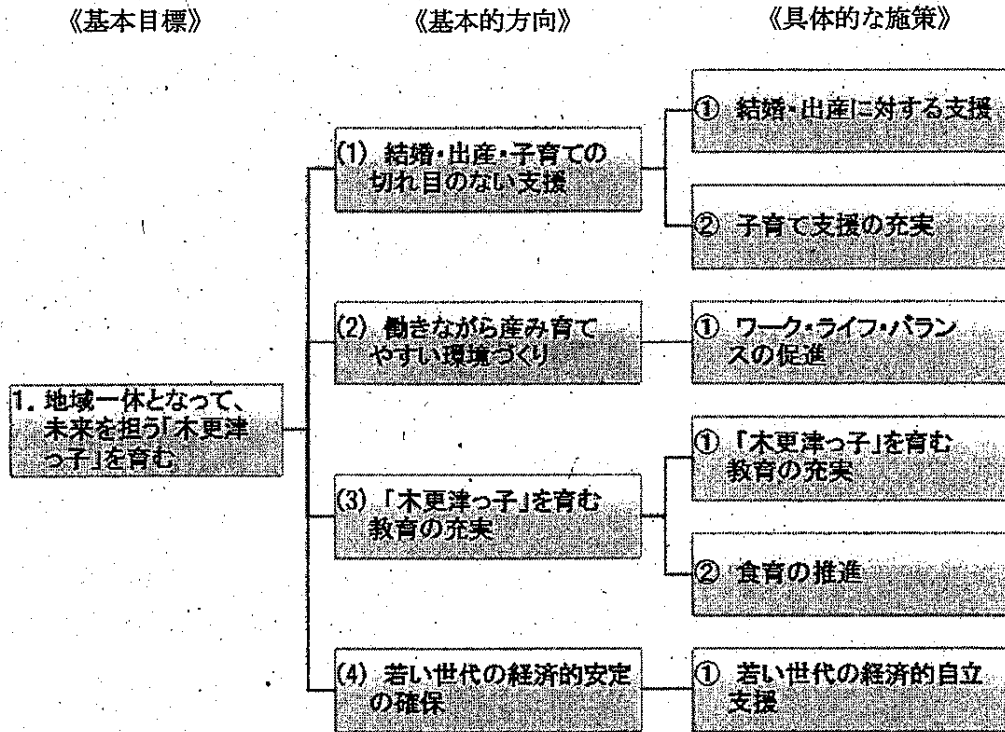 《基本目標》
《基本的方向》
《具体的な施策》
1. 地域一体となって、
未来を担う「木更津
っ子」を育む
(1) 結婚・出産・子育ての
切れ目のない支援
① 結婚・出産に対する支援
② 子育て支援の充実
(2) 働きながら産み育て
やすい環境づくり
① ワーク・ライフ・バラン
スの促進
(3) 「木更津っ子」を育む
教育の充実
① 「木更津っ子」を育む
教育の充実
② 食育の推進
(4) 若い世代の経済的安定
の確保
① 若い世代の経済的自立
支援